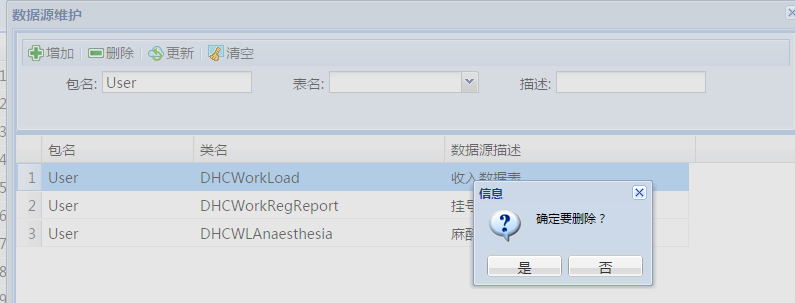 数据源维护
增加 删除 更新 清空
包名: User 表名: 描述:
包名 类名 数据源描述
1 User DHCWorkLoad 收入数据表
2 User DHCWorkRegReport 挂号
3 User DHCWLAnaesthesia 麻醉
信息
确定要删除？
是 否